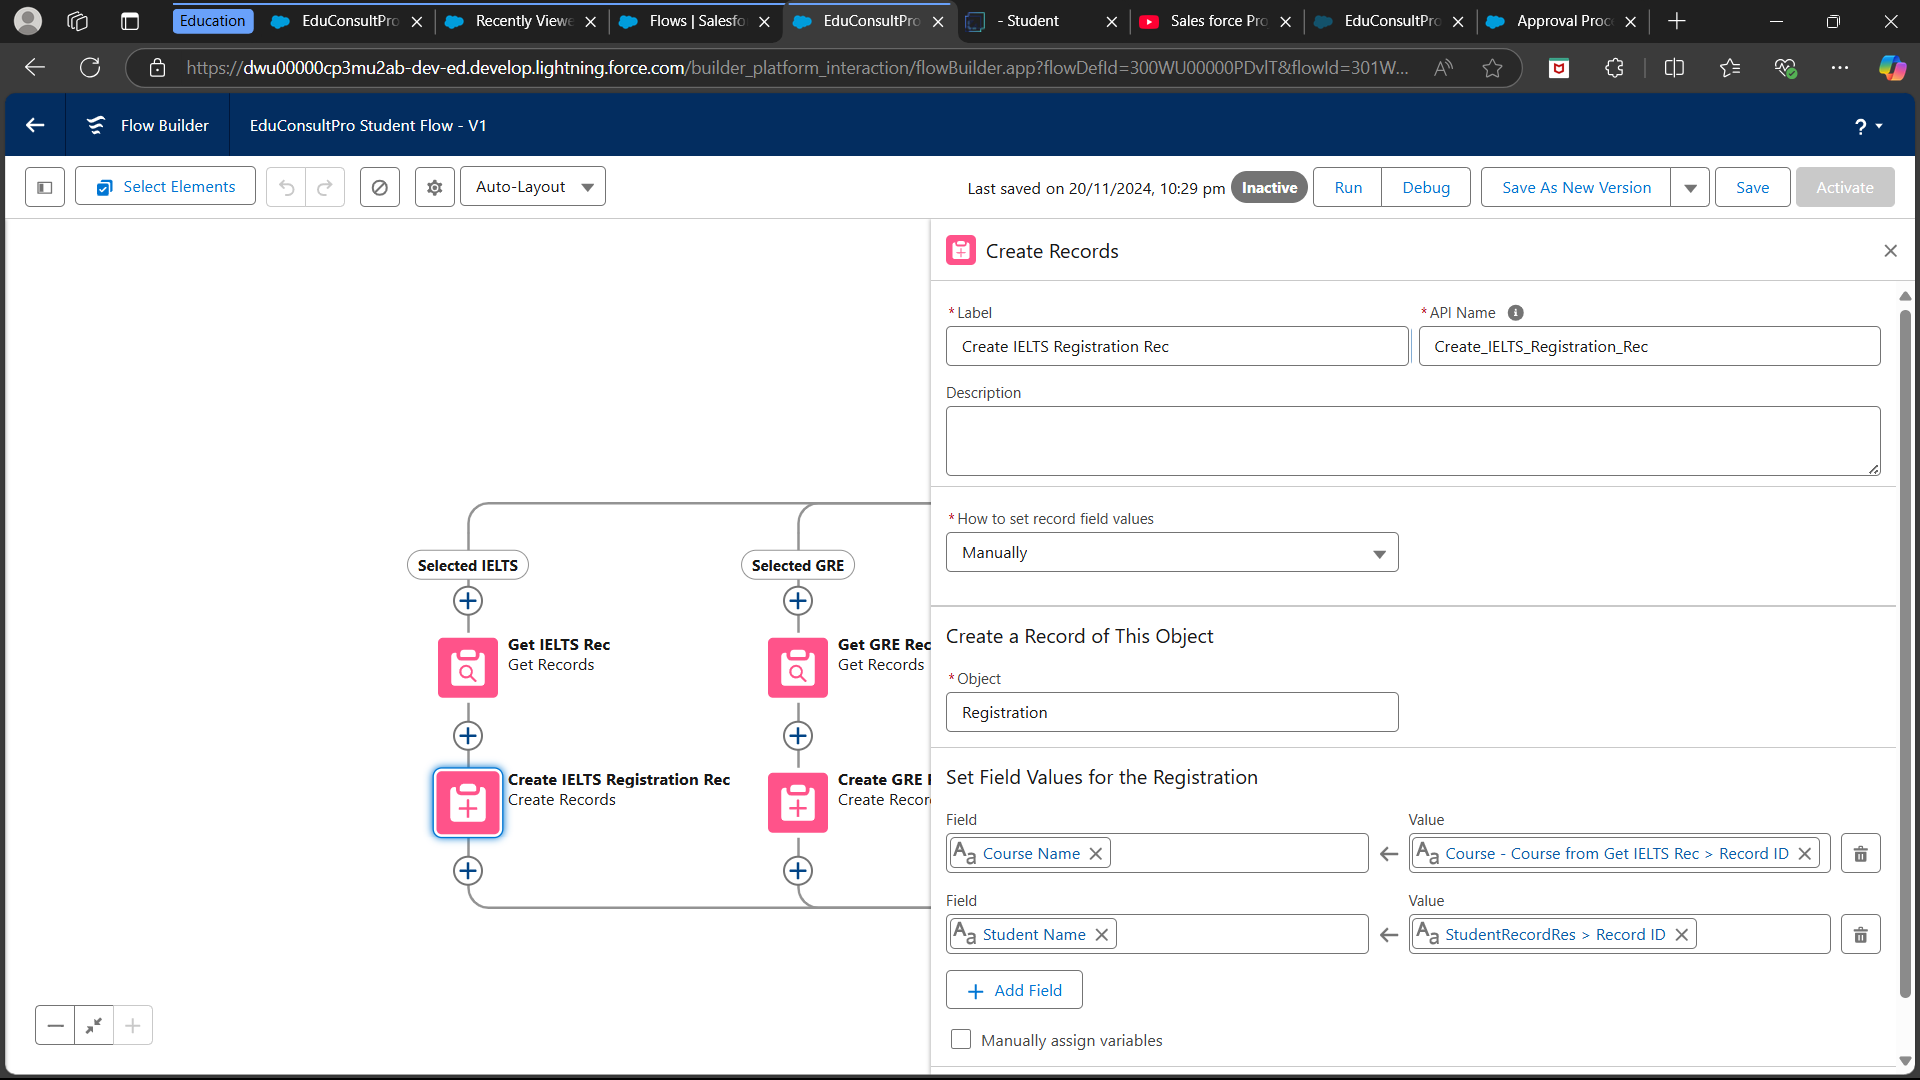 Education
EduConsultPro
Recently Viewe
Flows | Salesfo
EduConsultPro
- Student
Sales force Pro
EduConsultPro
Approval Proc
https://dwu00000cp3mu2ab-dev-ed.develop.lightning.force.com/builder_platform_interaction/flowBuilder.app?flowDefId=300WU00000PDvlT&flowId=301W...
Flow Builder
EduConsultPro Student Flow - V1
?
Select Elements
Auto-Layout
Last saved on 20/11/2024, 10:29 pm
Inactive
Run
Debug
Save As New Version
Save
Activate
Create Records
*Label
Create IELTS Registration Rec
*API Name
Create_IELTS_Registration_Rec
Description
*How to set record field values
Manually
Create a Record of This Object
*Object
Registration
Set Field Values for the Registration
Field
Value
Aa Course Name
Aa Course - Course from Get IELTS Rec > Record ID
Field
Value
Aa Student Name
Aa StudentRecordRes > Record ID
Add Field
Manually assign variables
Selected IELTS
Selected GRE
Get IELTS Rec
Get Records
Get GRE Rec
Get Records
Create IELTS Registration Rec
Create Records
Create GRE
Create Recor